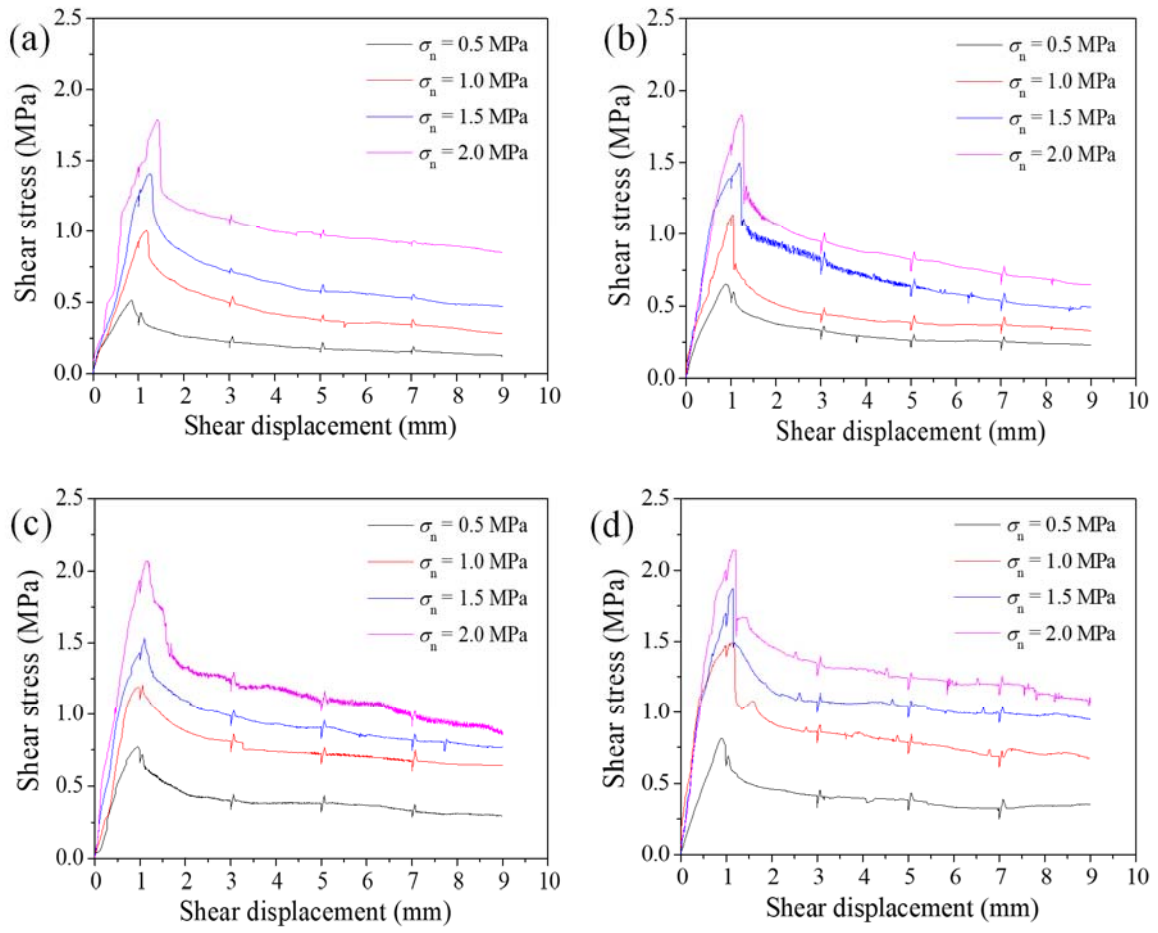 (a)
σn = 0.5 MPa
σn = 1.0 MPa
σn = 1.5 MPa
σn = 2.0 MPa
2.5
2.0
1.5
1.0
0.5
0.0
Shear stress (MPa)
0 1 2 3 4 5 6 7 8 9 10
Shear displacement (mm)
(b)
σn = 0.5 MPa
σn = 1.0 MPa
σn = 1.5 MPa
σn = 2.0 MPa
2.5
2.0
1.5
1.0
0.5
0.0
Shear stress (MPa)
0 1 2 3 4 5 6 7 8 9 10
Shear displacement (mm)
(c)
σn = 0.5 MPa
σn = 1.0 MPa
σn = 1.5 MPa
σn = 2.0 MPa
2.5
2.0
1.5
1.0
0.5
0.0
Shear stress (MPa)
0 1 2 3 4 5 6 7 8 9 10
Shear displacement (mm)
(d)
σn = 0.5 MPa
σn = 1.0 MPa
σn = 1.5 MPa
σn = 2.0 MPa
2.5
2.0
1.5
1.0
0.5
0.0
Shear stress (MPa)
0 1 2 3 4 5 6 7 8 9 10
Shear displacement (mm)